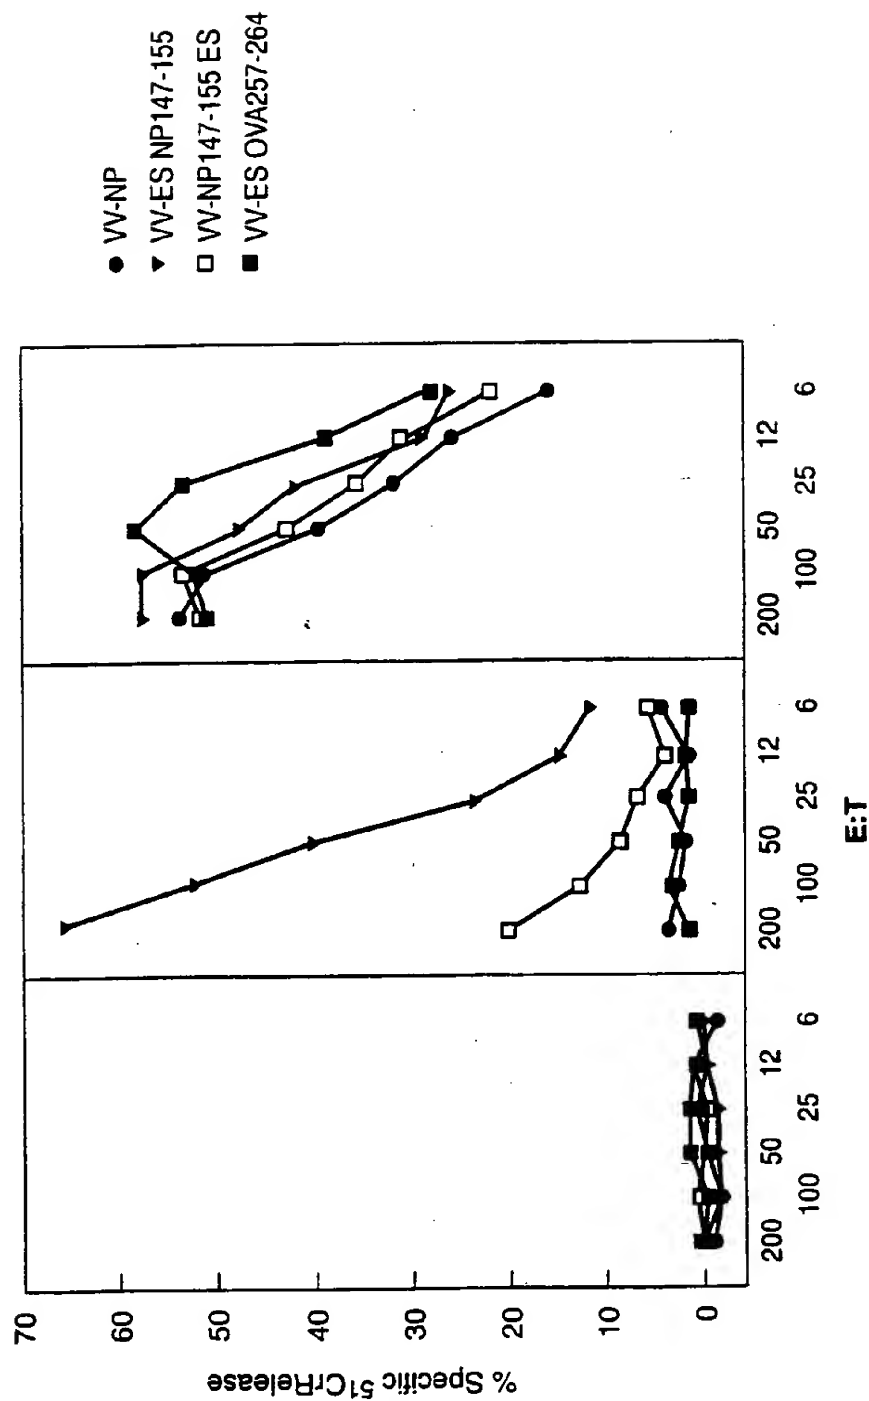 ● VV-NP
▼ VV-ES NP147-155
□ VV-NP147-155 ES
■ VV-ES OVA257-264
% Specific ⁵¹CrRelease
70
60
50
40
30
20
10
0
200 100 50 25 12 6
200 100 50 25 12 6
200 100 50 25 12 6
E:T